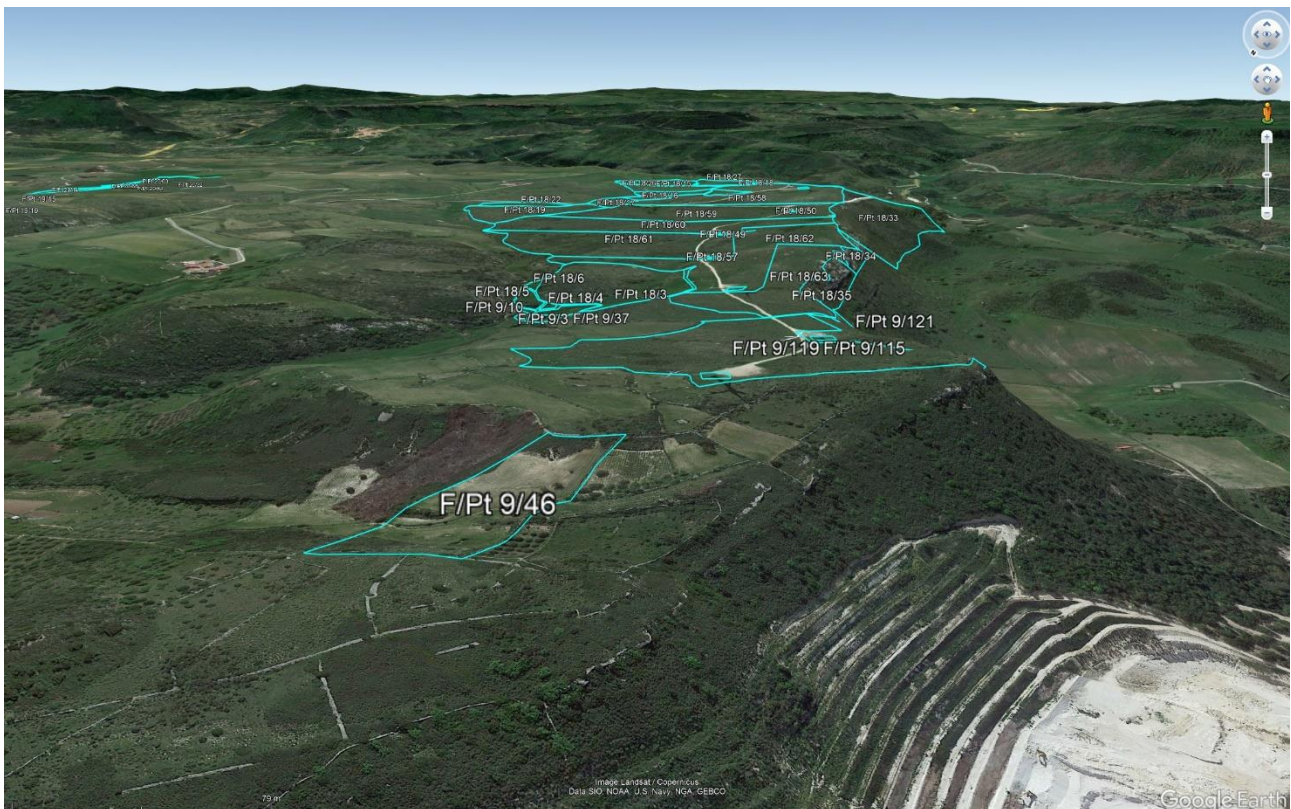 F/Pt 18/27
F/Pt 18/22
F/Pt 18/58
F/Pt 18/19
F/Pt 18/59
F/Pt 18/50
F/Pt 18/33
F/Pt 18/60
F/Pt 18/49
F/Pt 18/61
F/Pt 18/62
F/Pt 18/57
F/Pt 18/34
F/Pt 18/6
F/Pt 18/63
F/Pt 18/5
F/Pt 18/4
F/Pt 18/3
F/Pt 18/35
F/Pt 9/10
F/Pt 9/3
F/Pt 9/37
F/Pt 9/121
F/Pt 9/119
F/Pt 9/115
F/Pt 9/46
79 m
Image Landsat / Copernicus
Data SIO, NOAA, U.S. Navy, NGA, GEBCO
Google Earth